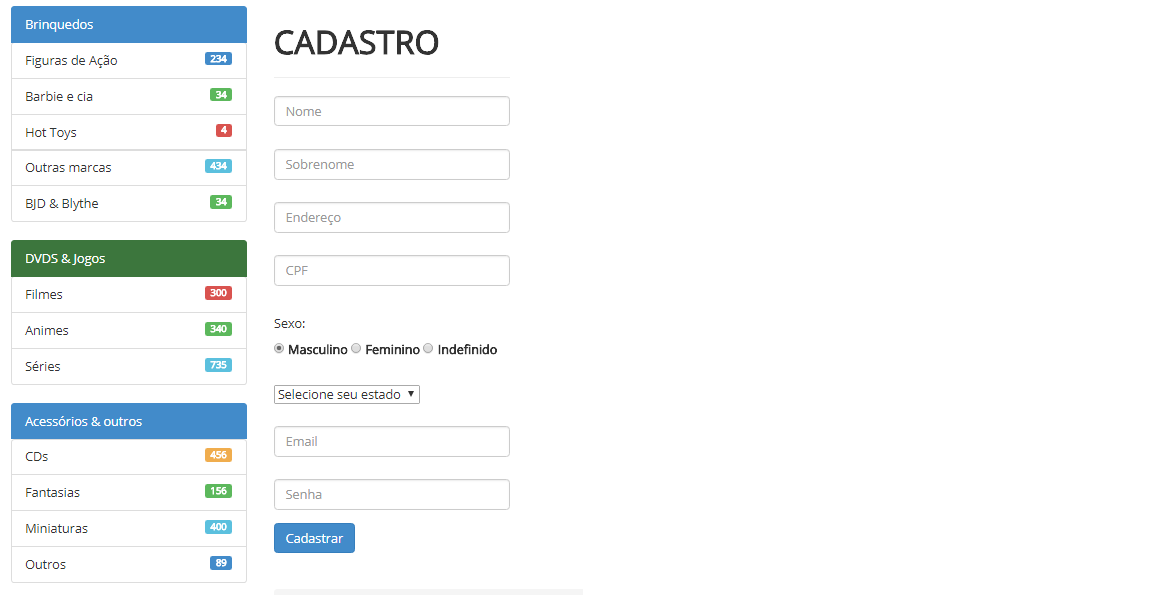 Brinquedos
Figuras de Ação 234
Barbie e cia 34
Hot Toys 4
Outras marcas 434
BJD & Blythe 34
DVDS & Jogos
Filmes 300
Animes 340
Séries 735
Acessórios & outros
CDs 456
Fantasias 156
Miniaturas 400
Outros 89
CADASTRO
Nome
Sobrenome
Endereço
CPF
Sexo:
Masculino Feminino Indefinido
Selecione seu estado
Email
Senha
Cadastrar